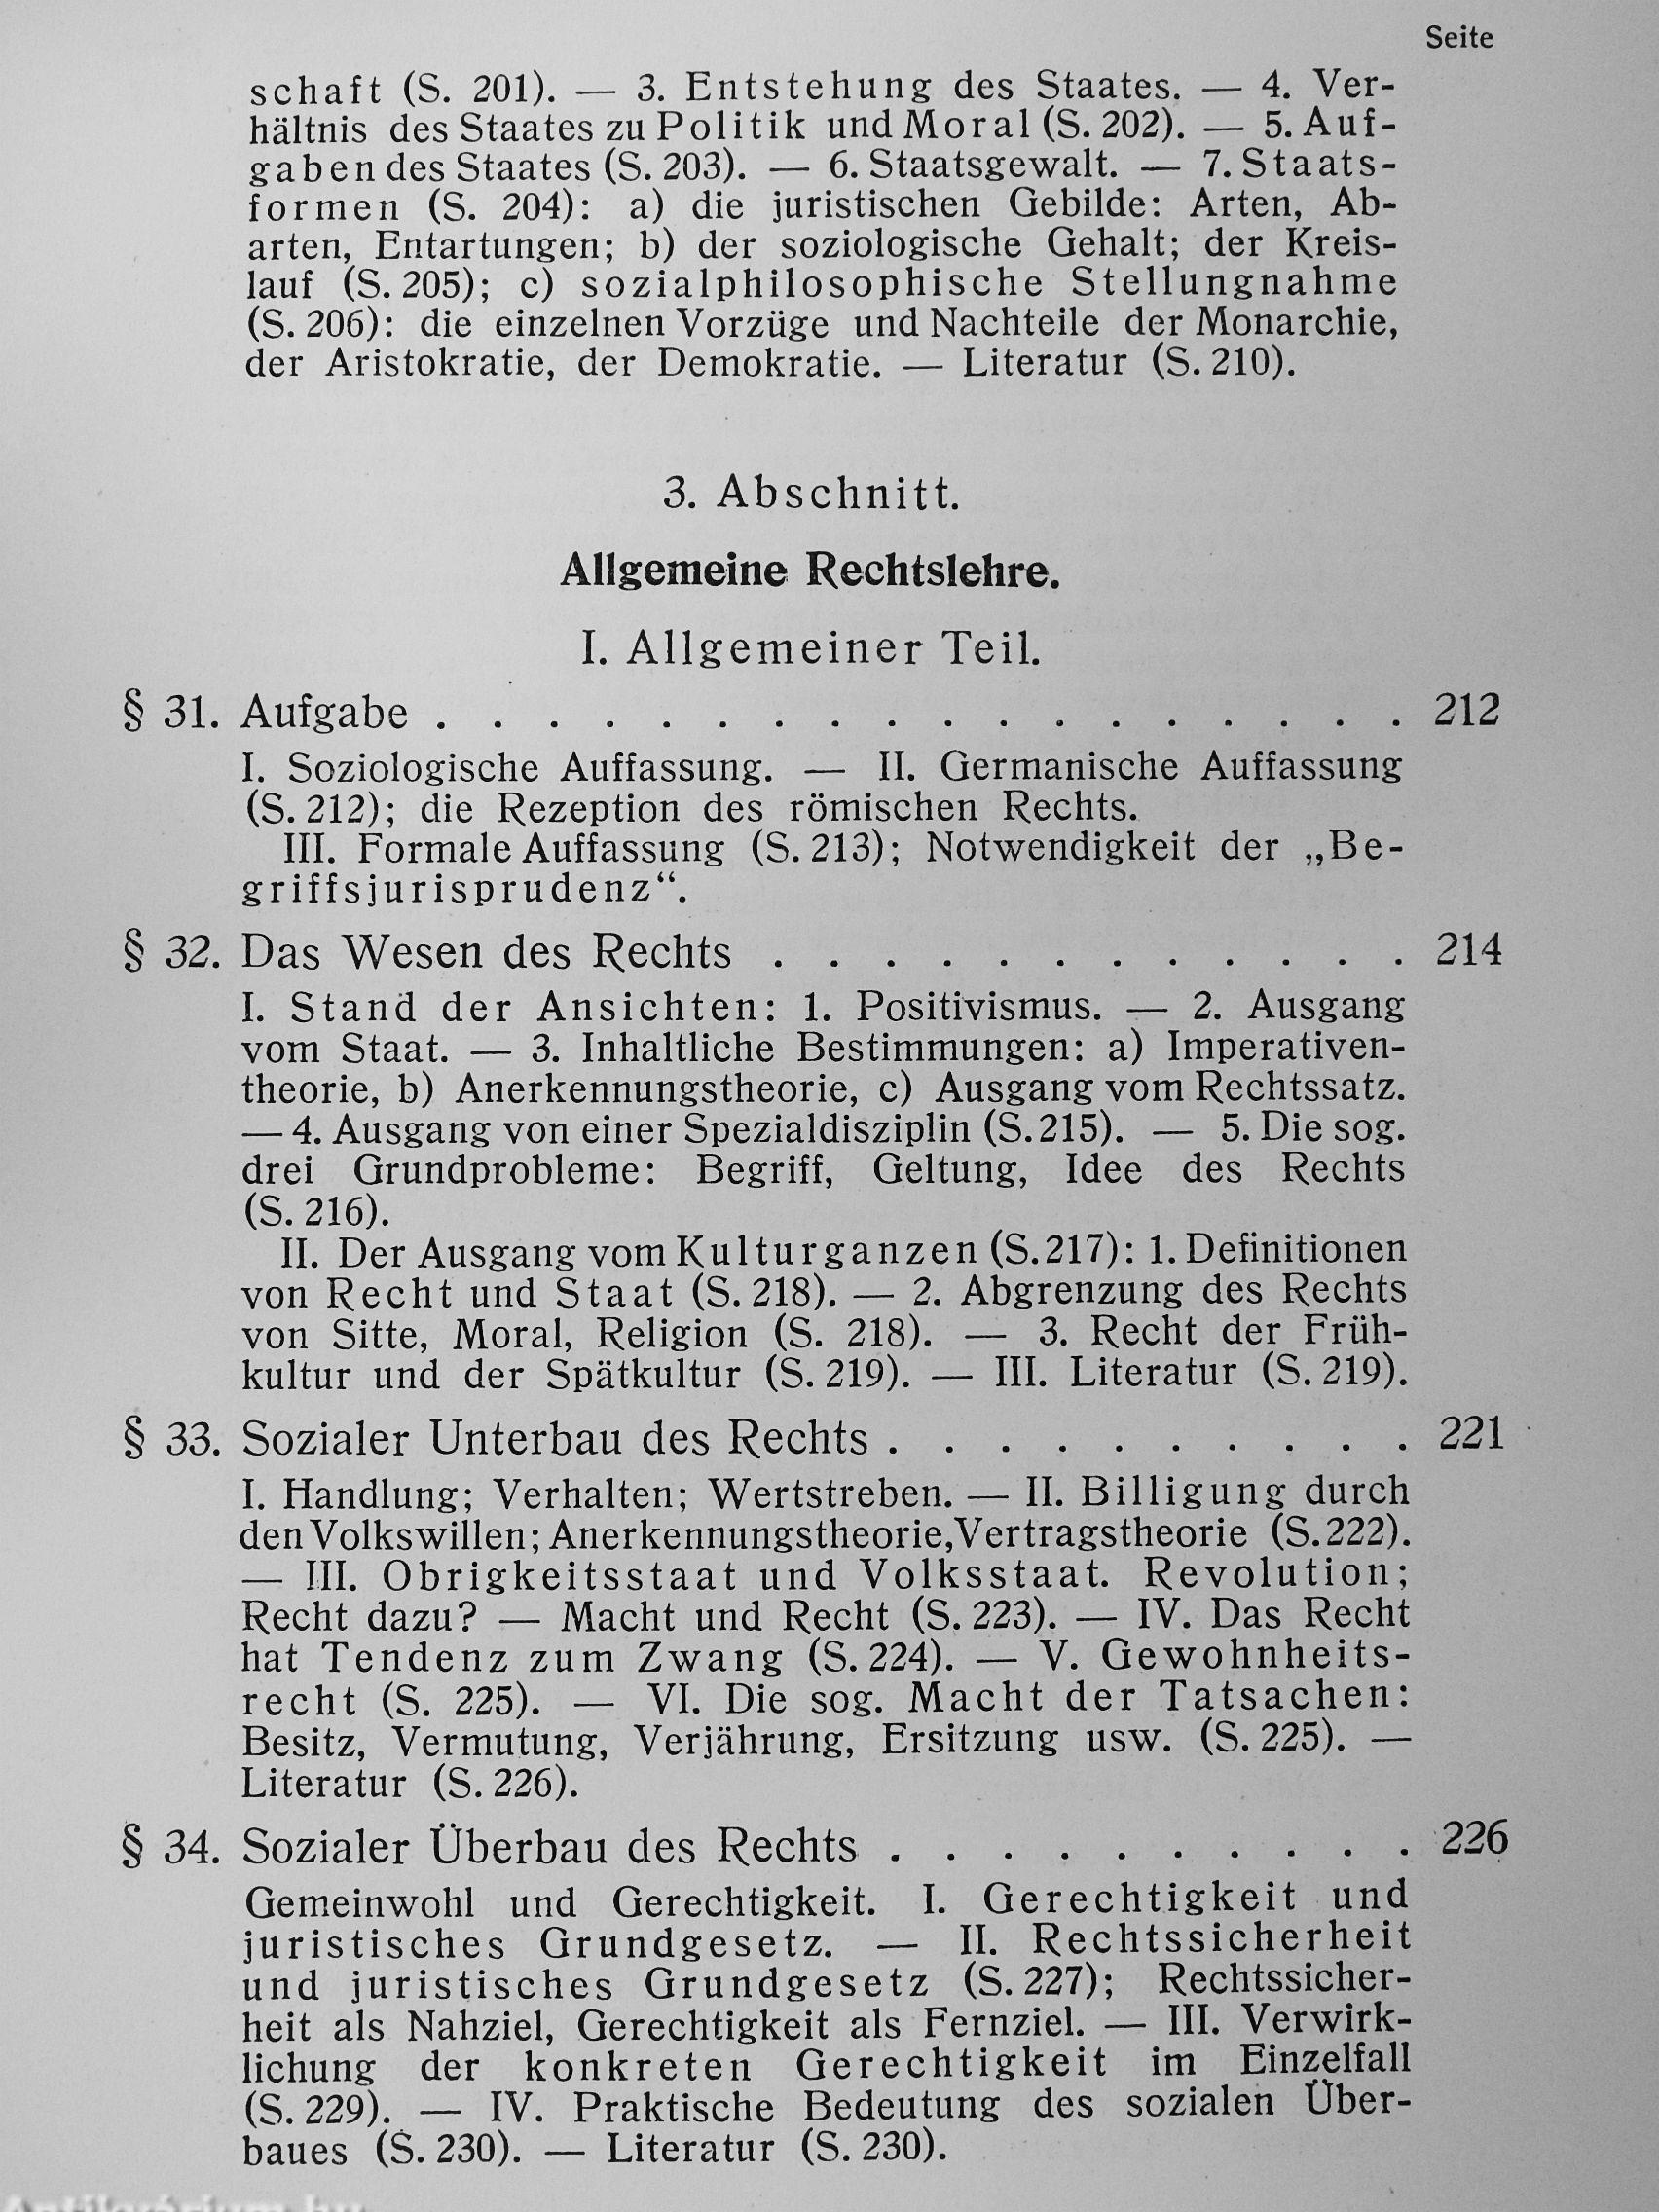 Seite
schaft (S. 201). — 3. Entstehung des Staates. — 4. Ver-
hältnis des Staates zu Politik und Moral (S. 202). — 5. Auf-
gaben des Staates (S. 203). — 6. Staatsgewalt. — 7. Staats-
formen (S. 204): a) die juristischen Gebilde: Arten, Ab-
arten, Entartungen; b) der soziologische Gehalt; der Kreis-
lauf (S. 205); c) sozialphilosophische Stellungnahme
(S. 206): die einzelnen Vorzüge und Nachteile der Monarchie,
der Aristokratie, der Demokratie. — Literatur (S. 210).
3. Abschnitt.
Allgemeine Rechtslehre.
I. Allgemeiner Teil.
§ 31. Aufgabe . . . . . . . . . . . . . . . . . . 212
I. Soziologische Auffassung. — II. Germanische Auffassung
(S. 212); die Rezeption des römischen Rechts.
III. Formale Auffassung (S. 213); Notwendigkeit der „Be-
griffsjurisprudenz“.
§ 32. Das Wesen des Rechts . . . . . . . . . . . . 214
I. Stand der Ansichten: 1. Positivismus. — 2. Ausgang
vom Staat. — 3. Inhaltliche Bestimmungen: a) Imperativen-
theorie, b) Anerkennungstheorie, c) Ausgang vom Rechtssatz.
— 4. Ausgang von einer Spezialdisziplin (S. 215). — 5. Die sog.
drei Grundprobleme: Begriff, Geltung, Idee des Rechts
(S. 216).
II. Der Ausgang vom Kulturganzen (S. 217): 1. Definitionen
von Recht und Staat (S. 218). — 2. Abgrenzung des Rechts
von Sitte, Moral, Religion (S. 218). — 3. Recht der Früh-
kultur und der Spätkultur (S. 219). — III. Literatur (S. 219).
§ 33. Sozialer Unterbau des Rechts . . . . . . . . . . 221
I. Handlung; Verhalten; Wertstreben. — II. Billigung durch
den Volkswillen; Anerkennungstheorie, Vertragstheorie (S. 222).
— III. Obrigkeitsstaat und Volksstaat. Revolution;
Recht dazu? — Macht und Recht (S. 223). — IV. Das Recht
hat Tendenz zum Zwang (S. 224). — V. Gewohnheits-
recht (S. 225). — VI. Die sog. Macht der Tatsachen:
Besitz, Vermutung, Verjährung, Ersitzung usw. (S. 225). —
Literatur (S. 226).
§ 34. Sozialer Überbau des Rechts . . . . . . . . . . 226
Gemeinwohl und Gerechtigkeit. I. Gerechtigkeit und
juristisches Grundgesetz. — II. Rechtssicherheit
und juristisches Grundgesetz (S. 227); Rechtssicher-
heit als Nahziel, Gerechtigkeit als Fernziel. — III. Verwirk-
lichung der konkreten Gerechtigkeit im Einzelfall
(S. 229). — IV. Praktische Bedeutung des sozialen Über-
baues (S. 230). — Literatur (S. 230).